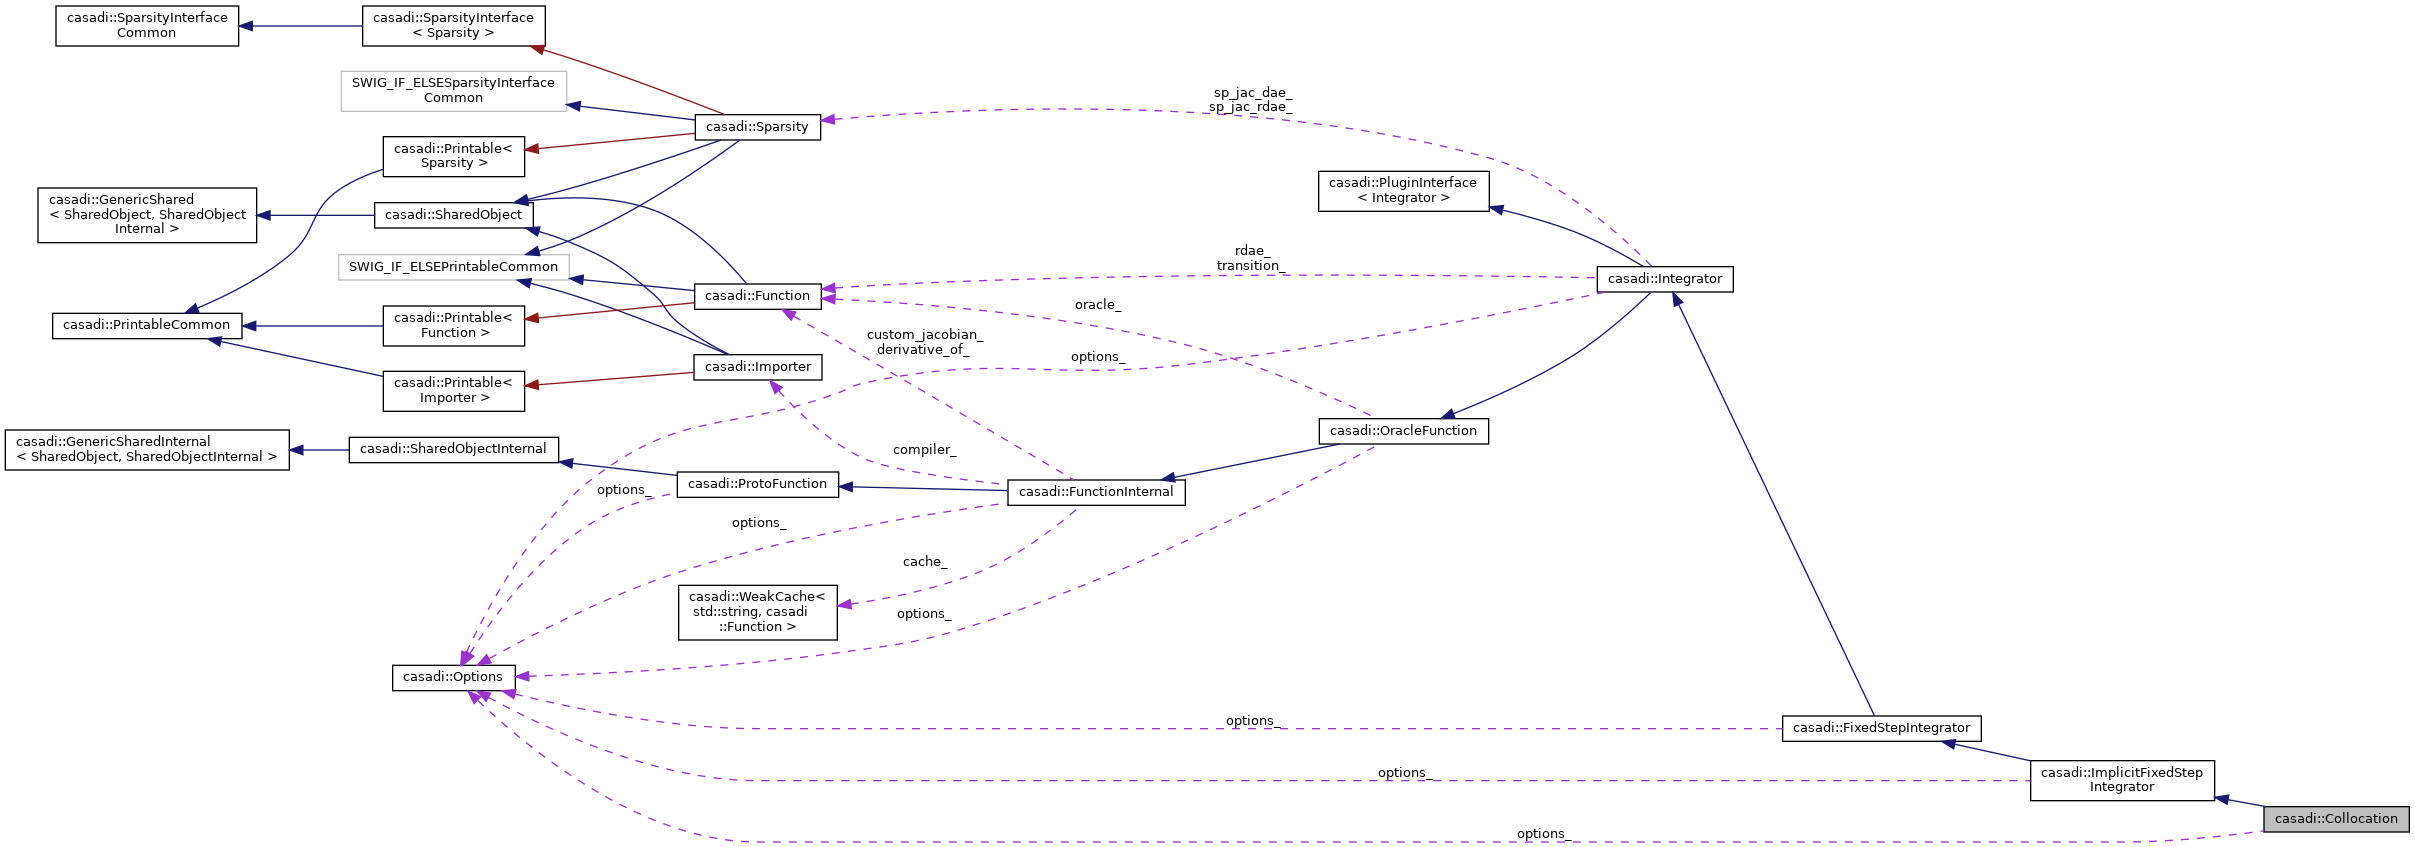 casadi::SparsityInterface
Common
casadi::SparsityInterface
< Sparsity >
SWIG_IF_ELSESparsityInterface
Common
casadi::Sparsity
sp_jac_dae_
sp_jac_rdae_
casadi::Printable<
Sparsity >
casadi::PluginInterface
< Integrator >
casadi::GenericShared
< SharedObject, SharedObject
Internal >
casadi::SharedObject
SWIG_IF_ELSEPrintableCommon
rdae_
transition_
casadi::Integrator
casadi::Function
oracle_
casadi::PrintableCommon
casadi::Printable<
Function >
custom_jacobian_
derivative_of_
options_
casadi::Importer
casadi::Printable<
Importer >
casadi::OracleFunction
casadi::GenericSharedInternal
< SharedObject, SharedObjectInternal >
casadi::SharedObjectInternal
compiler_
casadi::ProtoFunction
casadi::FunctionInternal
options_
options_
cache_
casadi::WeakCache<
std::string, casadi
::Function >
options_
casadi::Options
options_
casadi::FixedStepIntegrator
options_
casadi::ImplicitFixedStep
Integrator
casadi::Collocation
options_